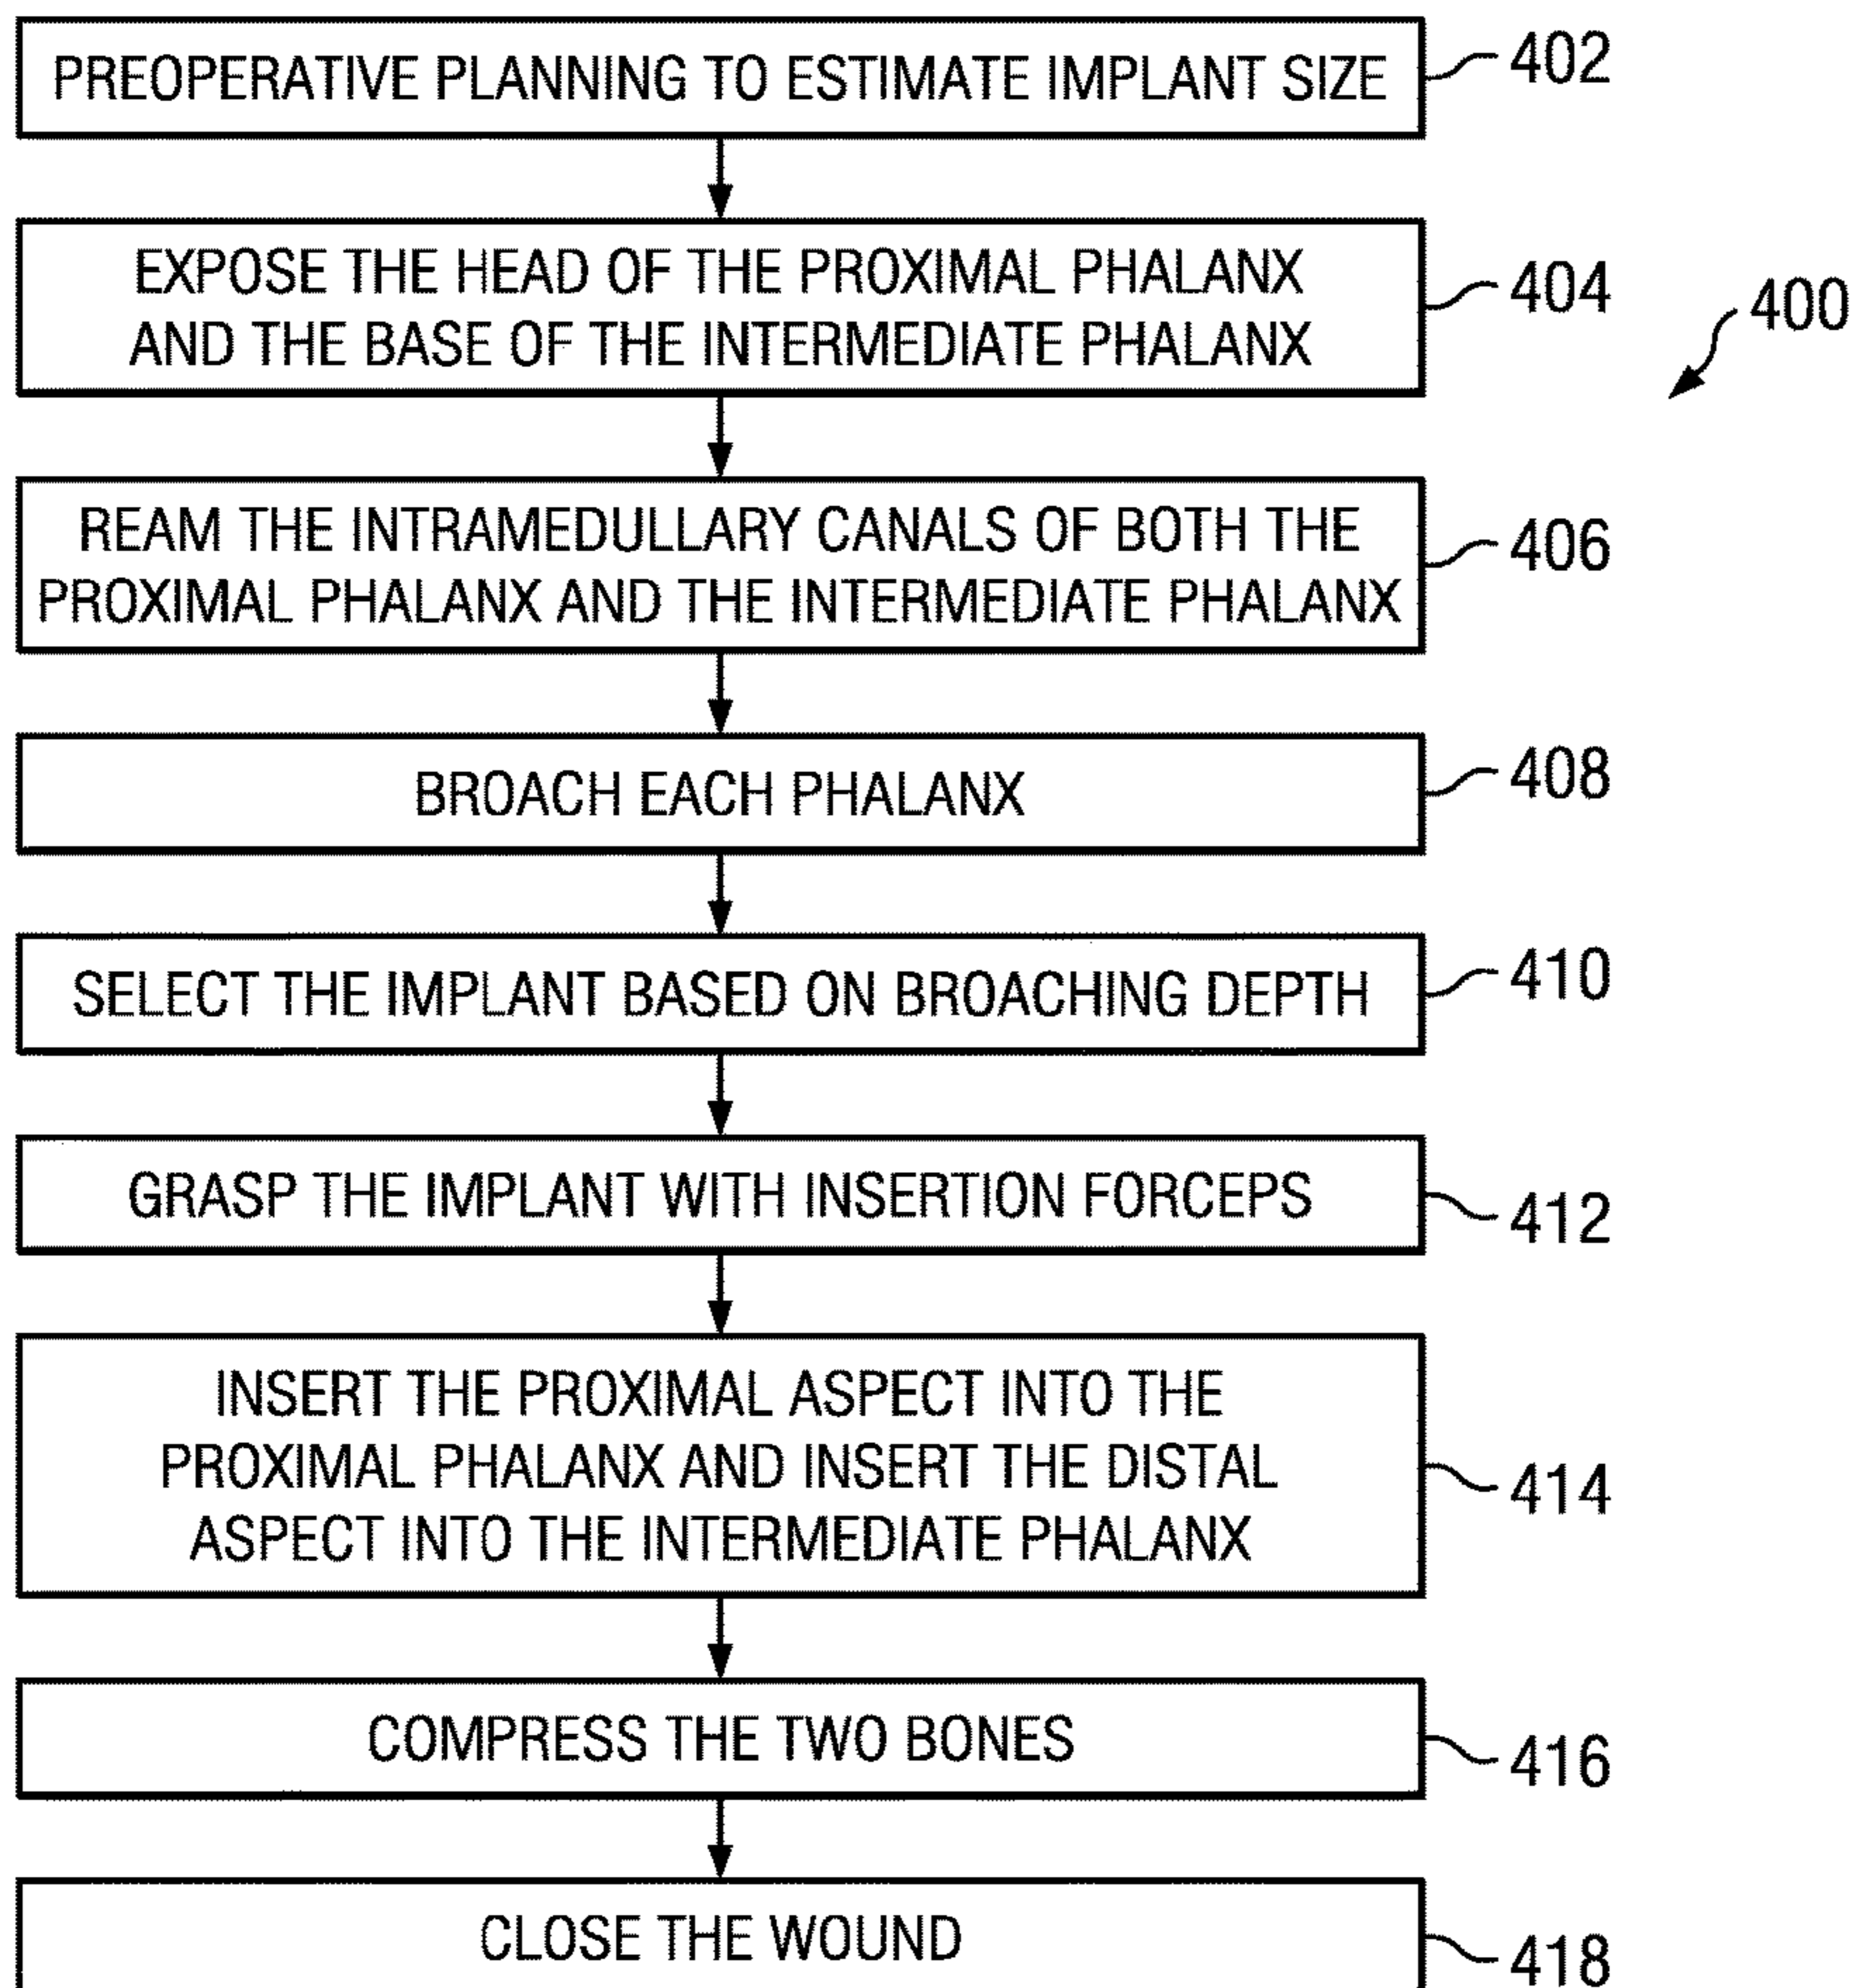 PREOPERATIVE PLANNING TO ESTIMATE IMPLANT SIZE
402
EXPOSE THE HEAD OF THE PROXIMAL PHALANX
AND THE BASE OF THE INTERMEDIATE PHALANX
404
400
REAM THE INTRAMEDULLARY CANALS OF BOTH THE
PROXIMAL PHALANX AND THE INTERMEDIATE PHALANX
406
BROACH EACH PHALANX
408
SELECT THE IMPLANT BASED ON BROACHING DEPTH
410
GRASP THE IMPLANT WITH INSERTION FORCEPS
412
INSERT THE PROXIMAL ASPECT INTO THE
PROXIMAL PHALANX AND INSERT THE DISTAL
ASPECT INTO THE INTERMEDIATE PHALANX
414
COMPRESS THE TWO BONES
416
CLOSE THE WOUND
418